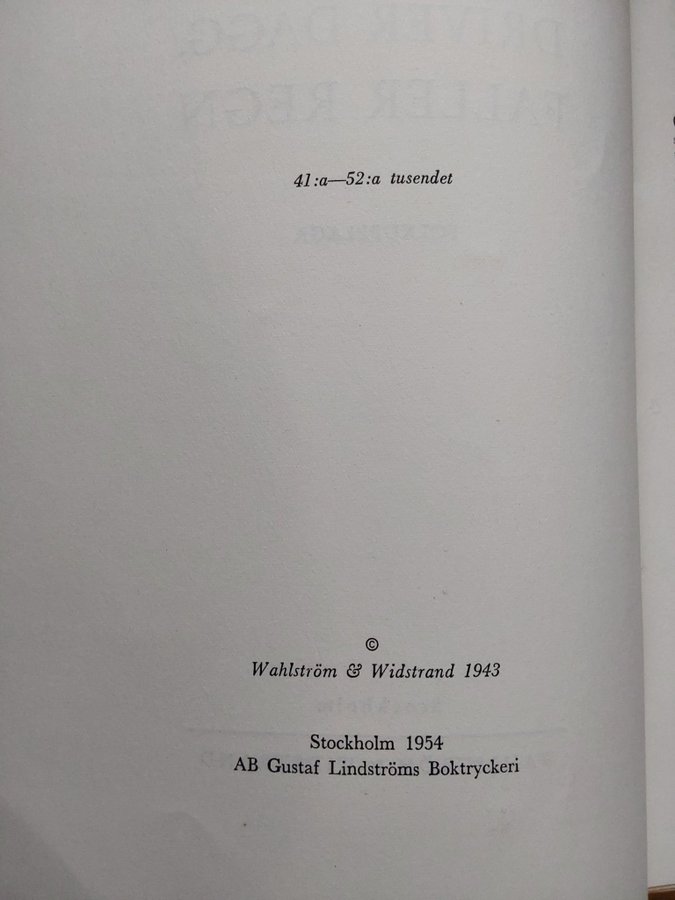 41:a—52:a tusendet
©
Wahlström & Widstrand 1943
Stockholm 1954
AB Gustaf Lindströms Boktryckeri